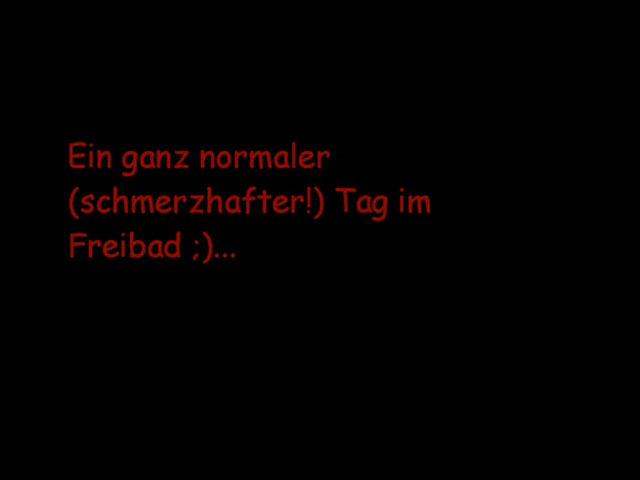 Ein ganz normaler
(schmerzhafter!) Tag im
Freibad ;)...